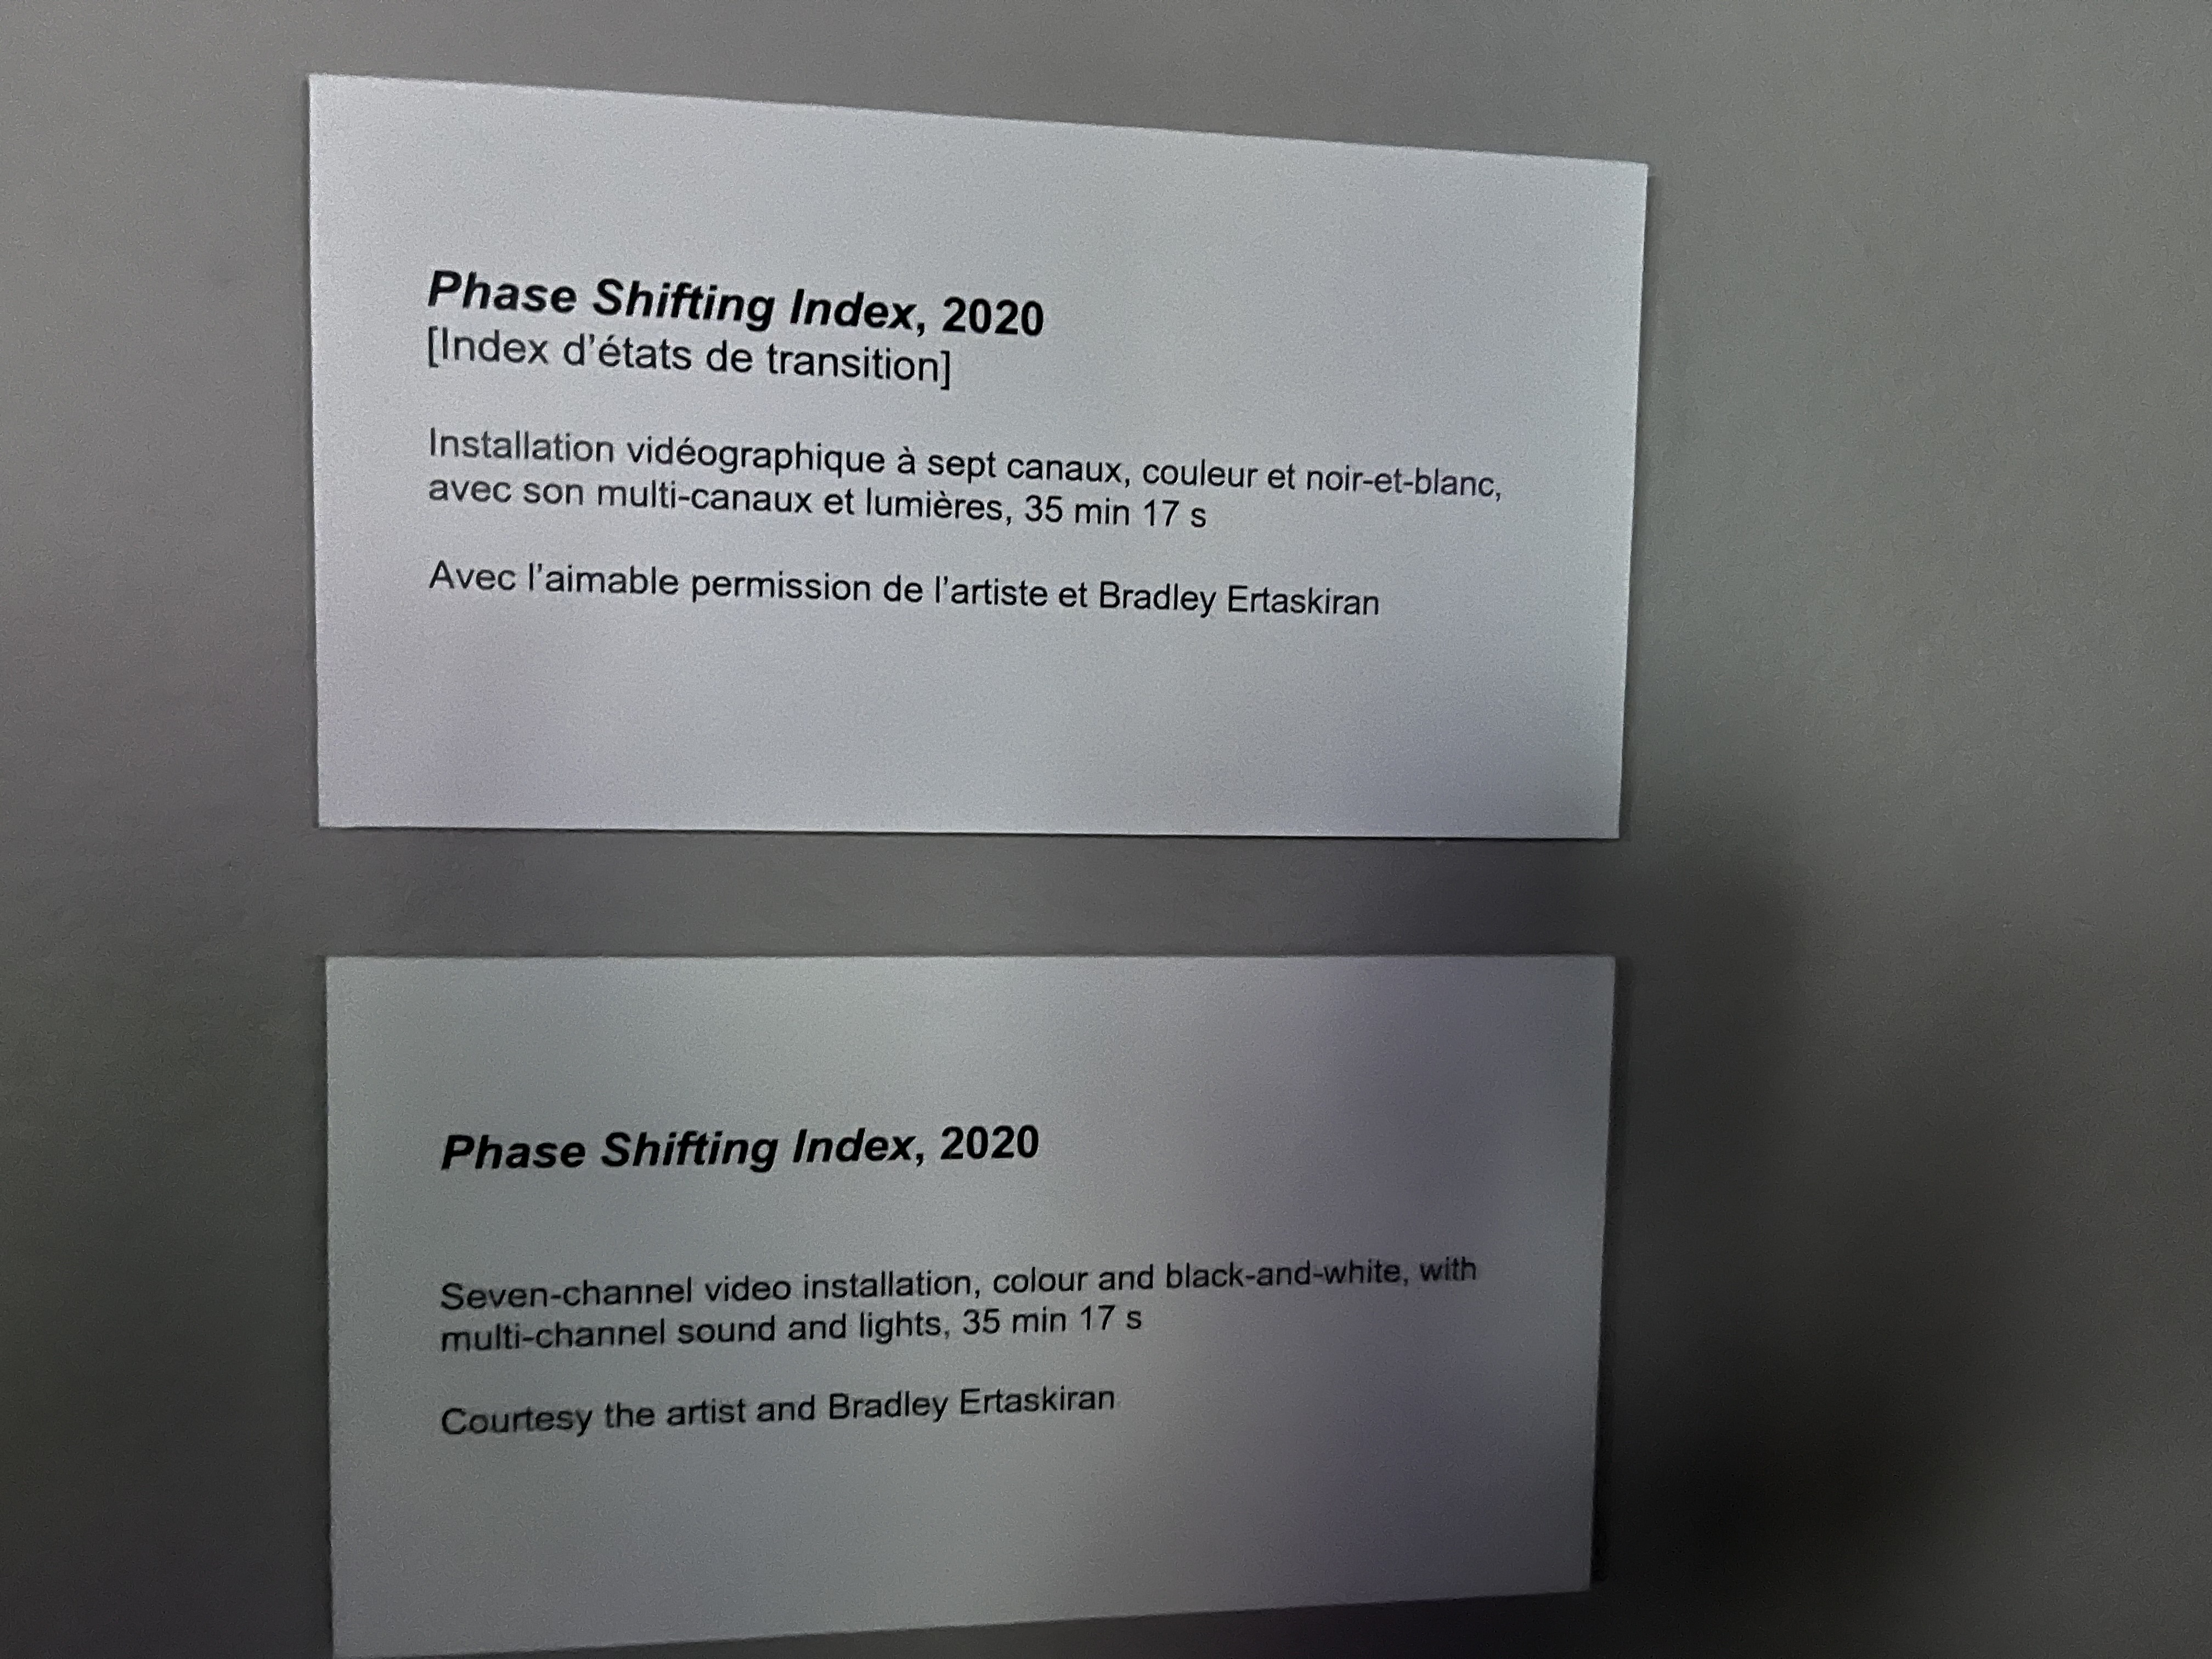 Phase Shifting Index, 2020
[Index d’états de transition]
Installation vidéographique à sept canaux, couleur et noir-et-blanc,
avec son multi-canaux et lumières, 35 min 17 s
Avec l’aimable permission de l’artiste et Bradley Ertaskiran
Phase Shifting Index, 2020
Seven-channel video installation, colour and black-and-white, with
multi-channel sound and lights, 35 min 17 s
Courtesy the artist and Bradley Ertaskiran